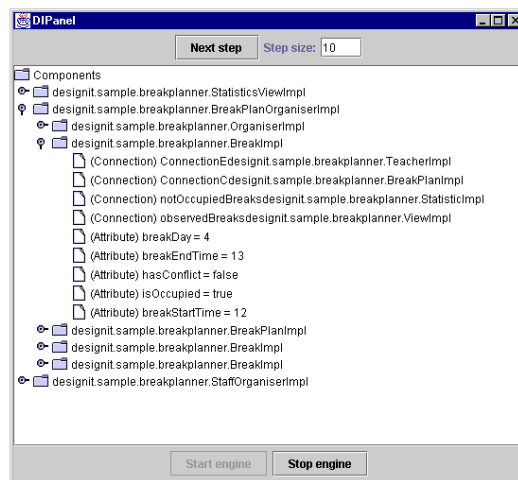 DIPanel
Next step Step size: 10
Components
designit.sample.breakplanner.StatisticsViewImpl
designit.sample.breakplanner.BreakPlanOrganiserImpl
designit.sample.breakplanner.OrganiserImpl
designit.sample.breakplanner.BreakImpl
(Connection) ConnectionEdesignit.sample.breakplanner.TeacherImpl
(Connection) ConnectionCdesignit.sample.breakplanner.BreakPlanImpl
(Connection) notOccupiedBreaksdesignit.sample.breakplanner.StatisticImpl
(Connection) observedBreaksdesignit.sample.breakplanner.ViewImpl
(Attribute) breakDay = 4
(Attribute) breakEndTime = 13
(Attribute) hasConflict = false
(Attribute) isOccupied = true
(Attribute) breakStartTime = 12
designit.sample.breakplanner.BreakPlanImpl
designit.sample.breakplanner.BreakImpl
designit.sample.breakplanner.BreakImpl
designit.sample.breakplanner.StaffOrganiserImpl
Start engine Stop engine